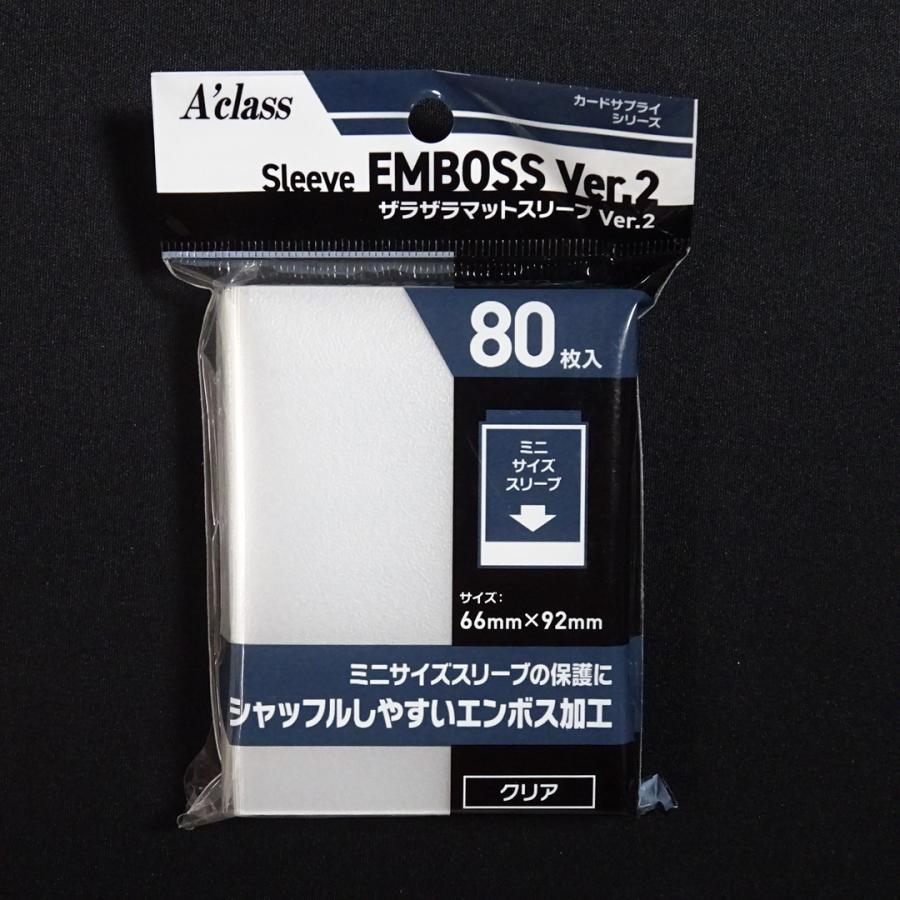 A'class
カードサプライ
シリーズ
Sleeve EMBOSS Ver.2
ザラザラマットスリーブ Ver.2
80枚入
ミニ
サイズ
スリーブ
サイズ:
66mm×92mm
ミニサイズスリーブの保護に
シャッフルしやすいエンボス加工
クリア